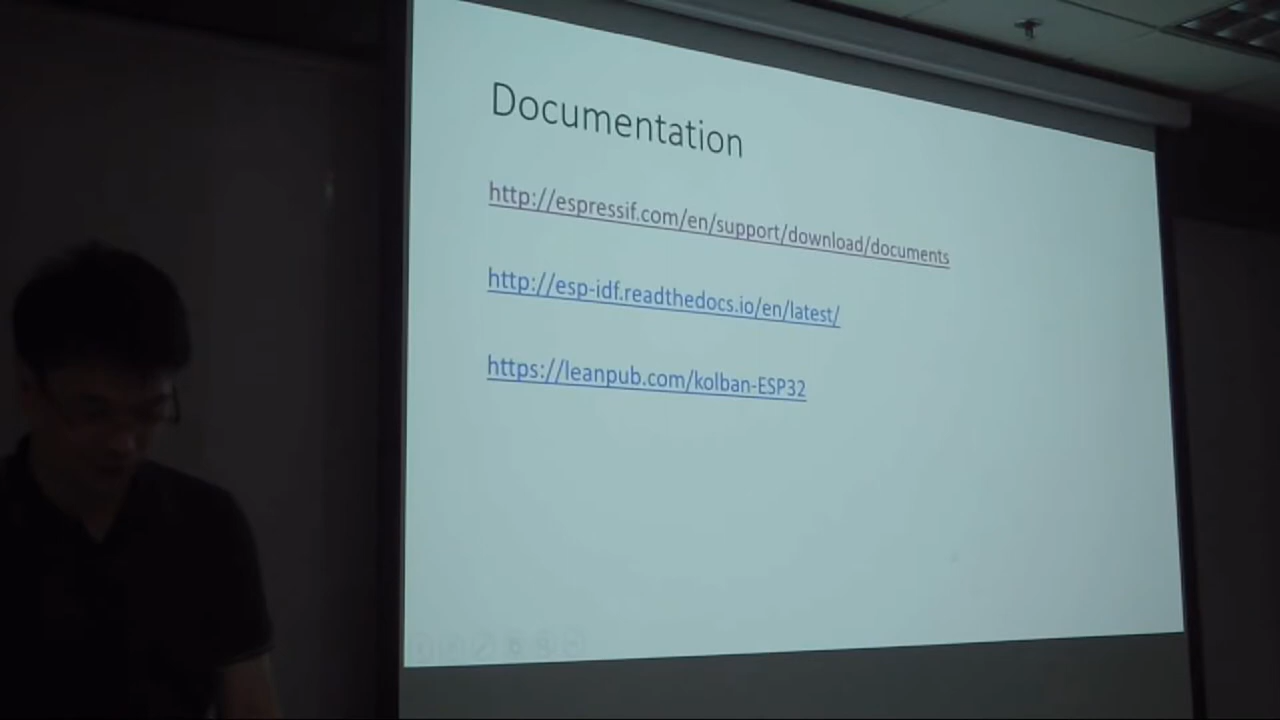 Documentation
http://espressif.com/en/support/download/documents
http://esp-idf.readthedocs.io/en/latest/
https://leanpub.com/kolban-ESP32